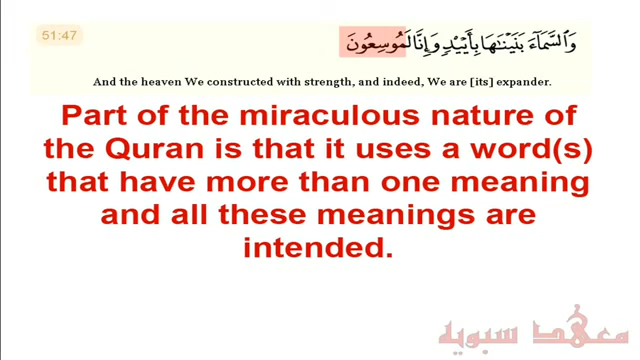 51:47
وَٱلسَّمَآءَ بَنَيْنَٰهَا بِأَيْي۟دٍ وَإِنَّا لَمُوسِعُونَ
And the heaven We constructed with strength, and indeed, We are [its] expander.
Part of the miraculous nature of
the Quran is that it uses a word(s)
that have more than one meaning
and all these meanings are
intended.
معهد سبويه